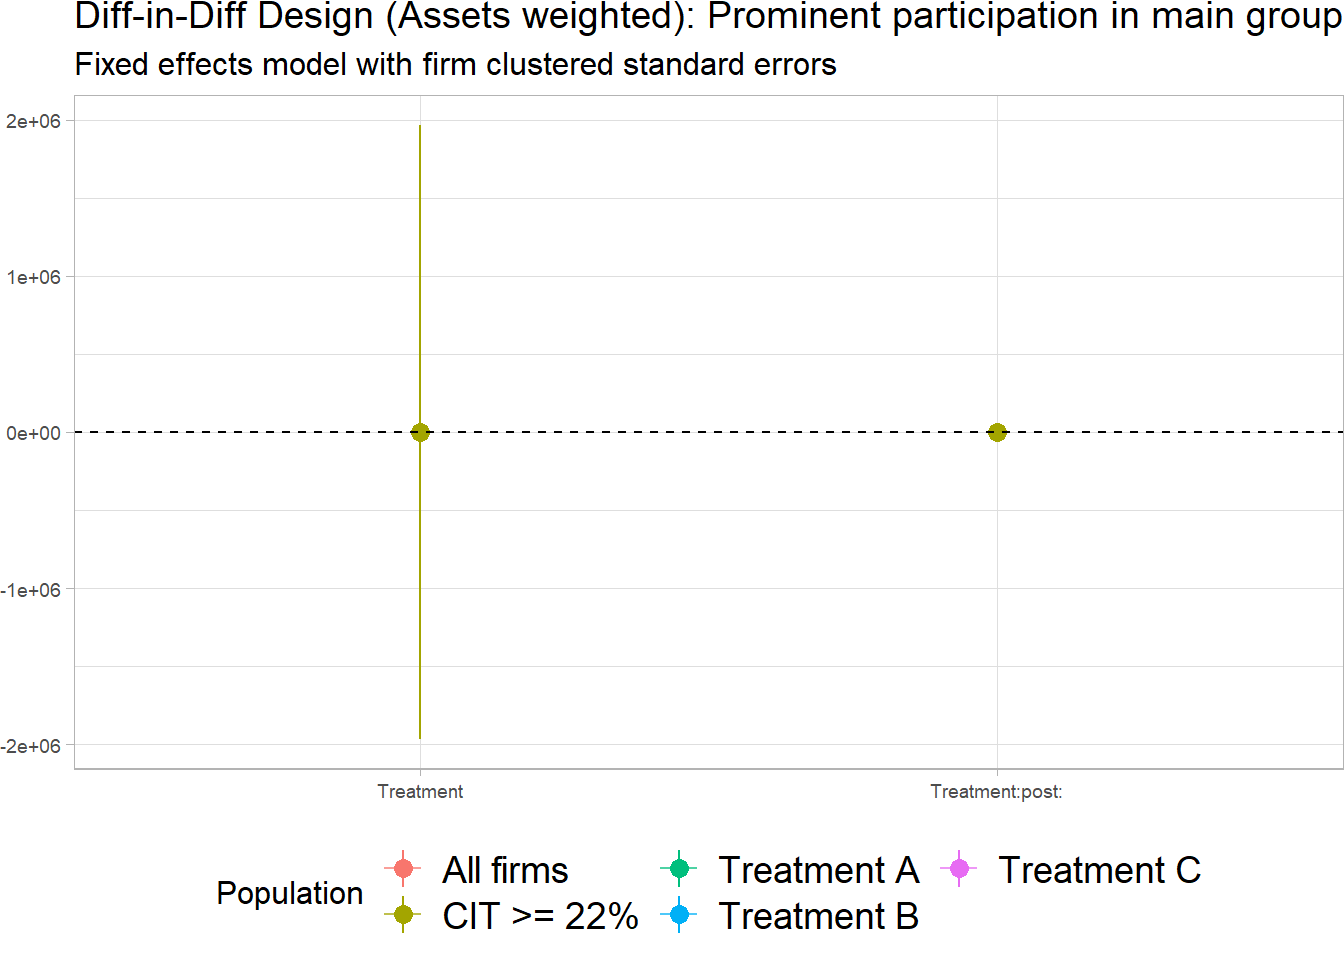 Diff-in-Diff Design (Assets weighted): Prominent participation in main group
Fixed effects model with firm clustered standard errors
2e+06
1e+06
0e+00
-1e+06
-2e+06
Treatment
Treatment:post:
Population
All firms
CIT >= 22%
Treatment A
Treatment B
Treatment C